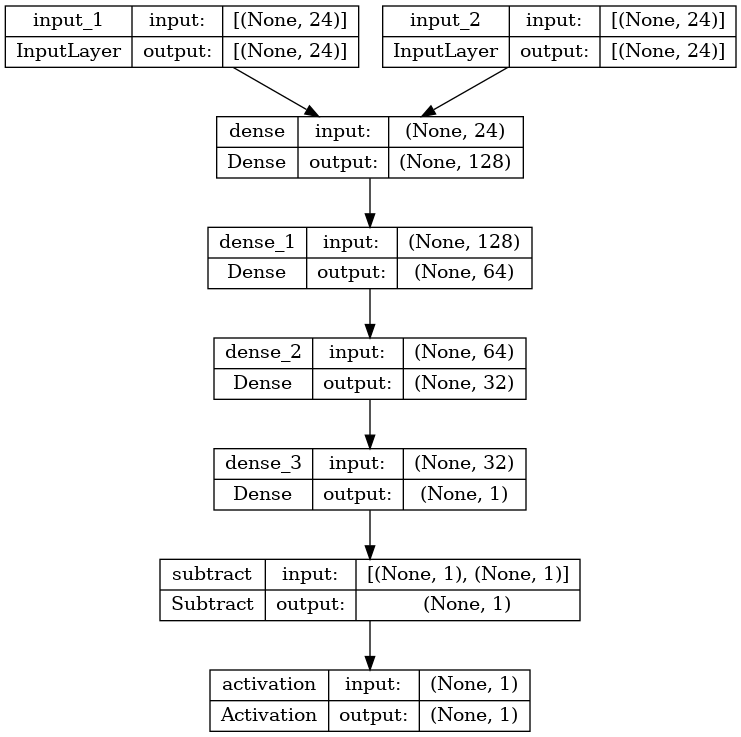 input_1 input: [(None, 24)] input_2 input: [(None, 24)]
InputLayer output: [(None, 24)] InputLayer output: [(None, 24)]
dense input: (None, 24)
Dense output: (None, 128)
dense_1 input: (None, 128)
Dense output: (None, 64)
dense_2 input: (None, 64)
Dense output: (None, 32)
dense_3 input: (None, 32)
Dense output: (None, 1)
subtract input: [(None, 1), (None, 1)]
Subtract output: (None, 1)
activation input: (None, 1)
Activation output: (None, 1)